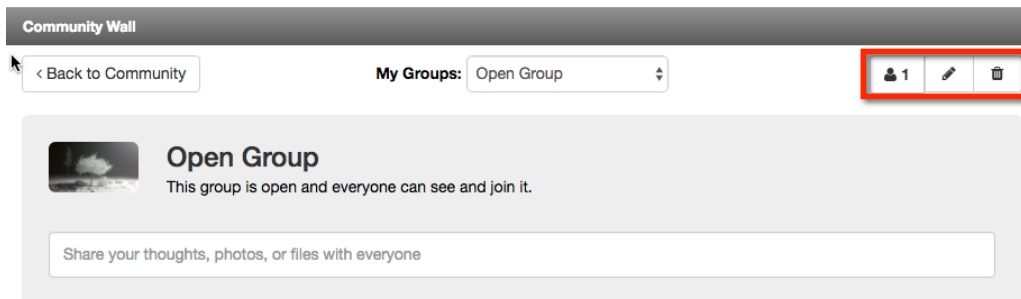 Community Wall
< Back to Community
My Groups: Open Group
1
Open Group
This group is open and everyone can see and join it.
Share your thoughts, photos, or files with everyone